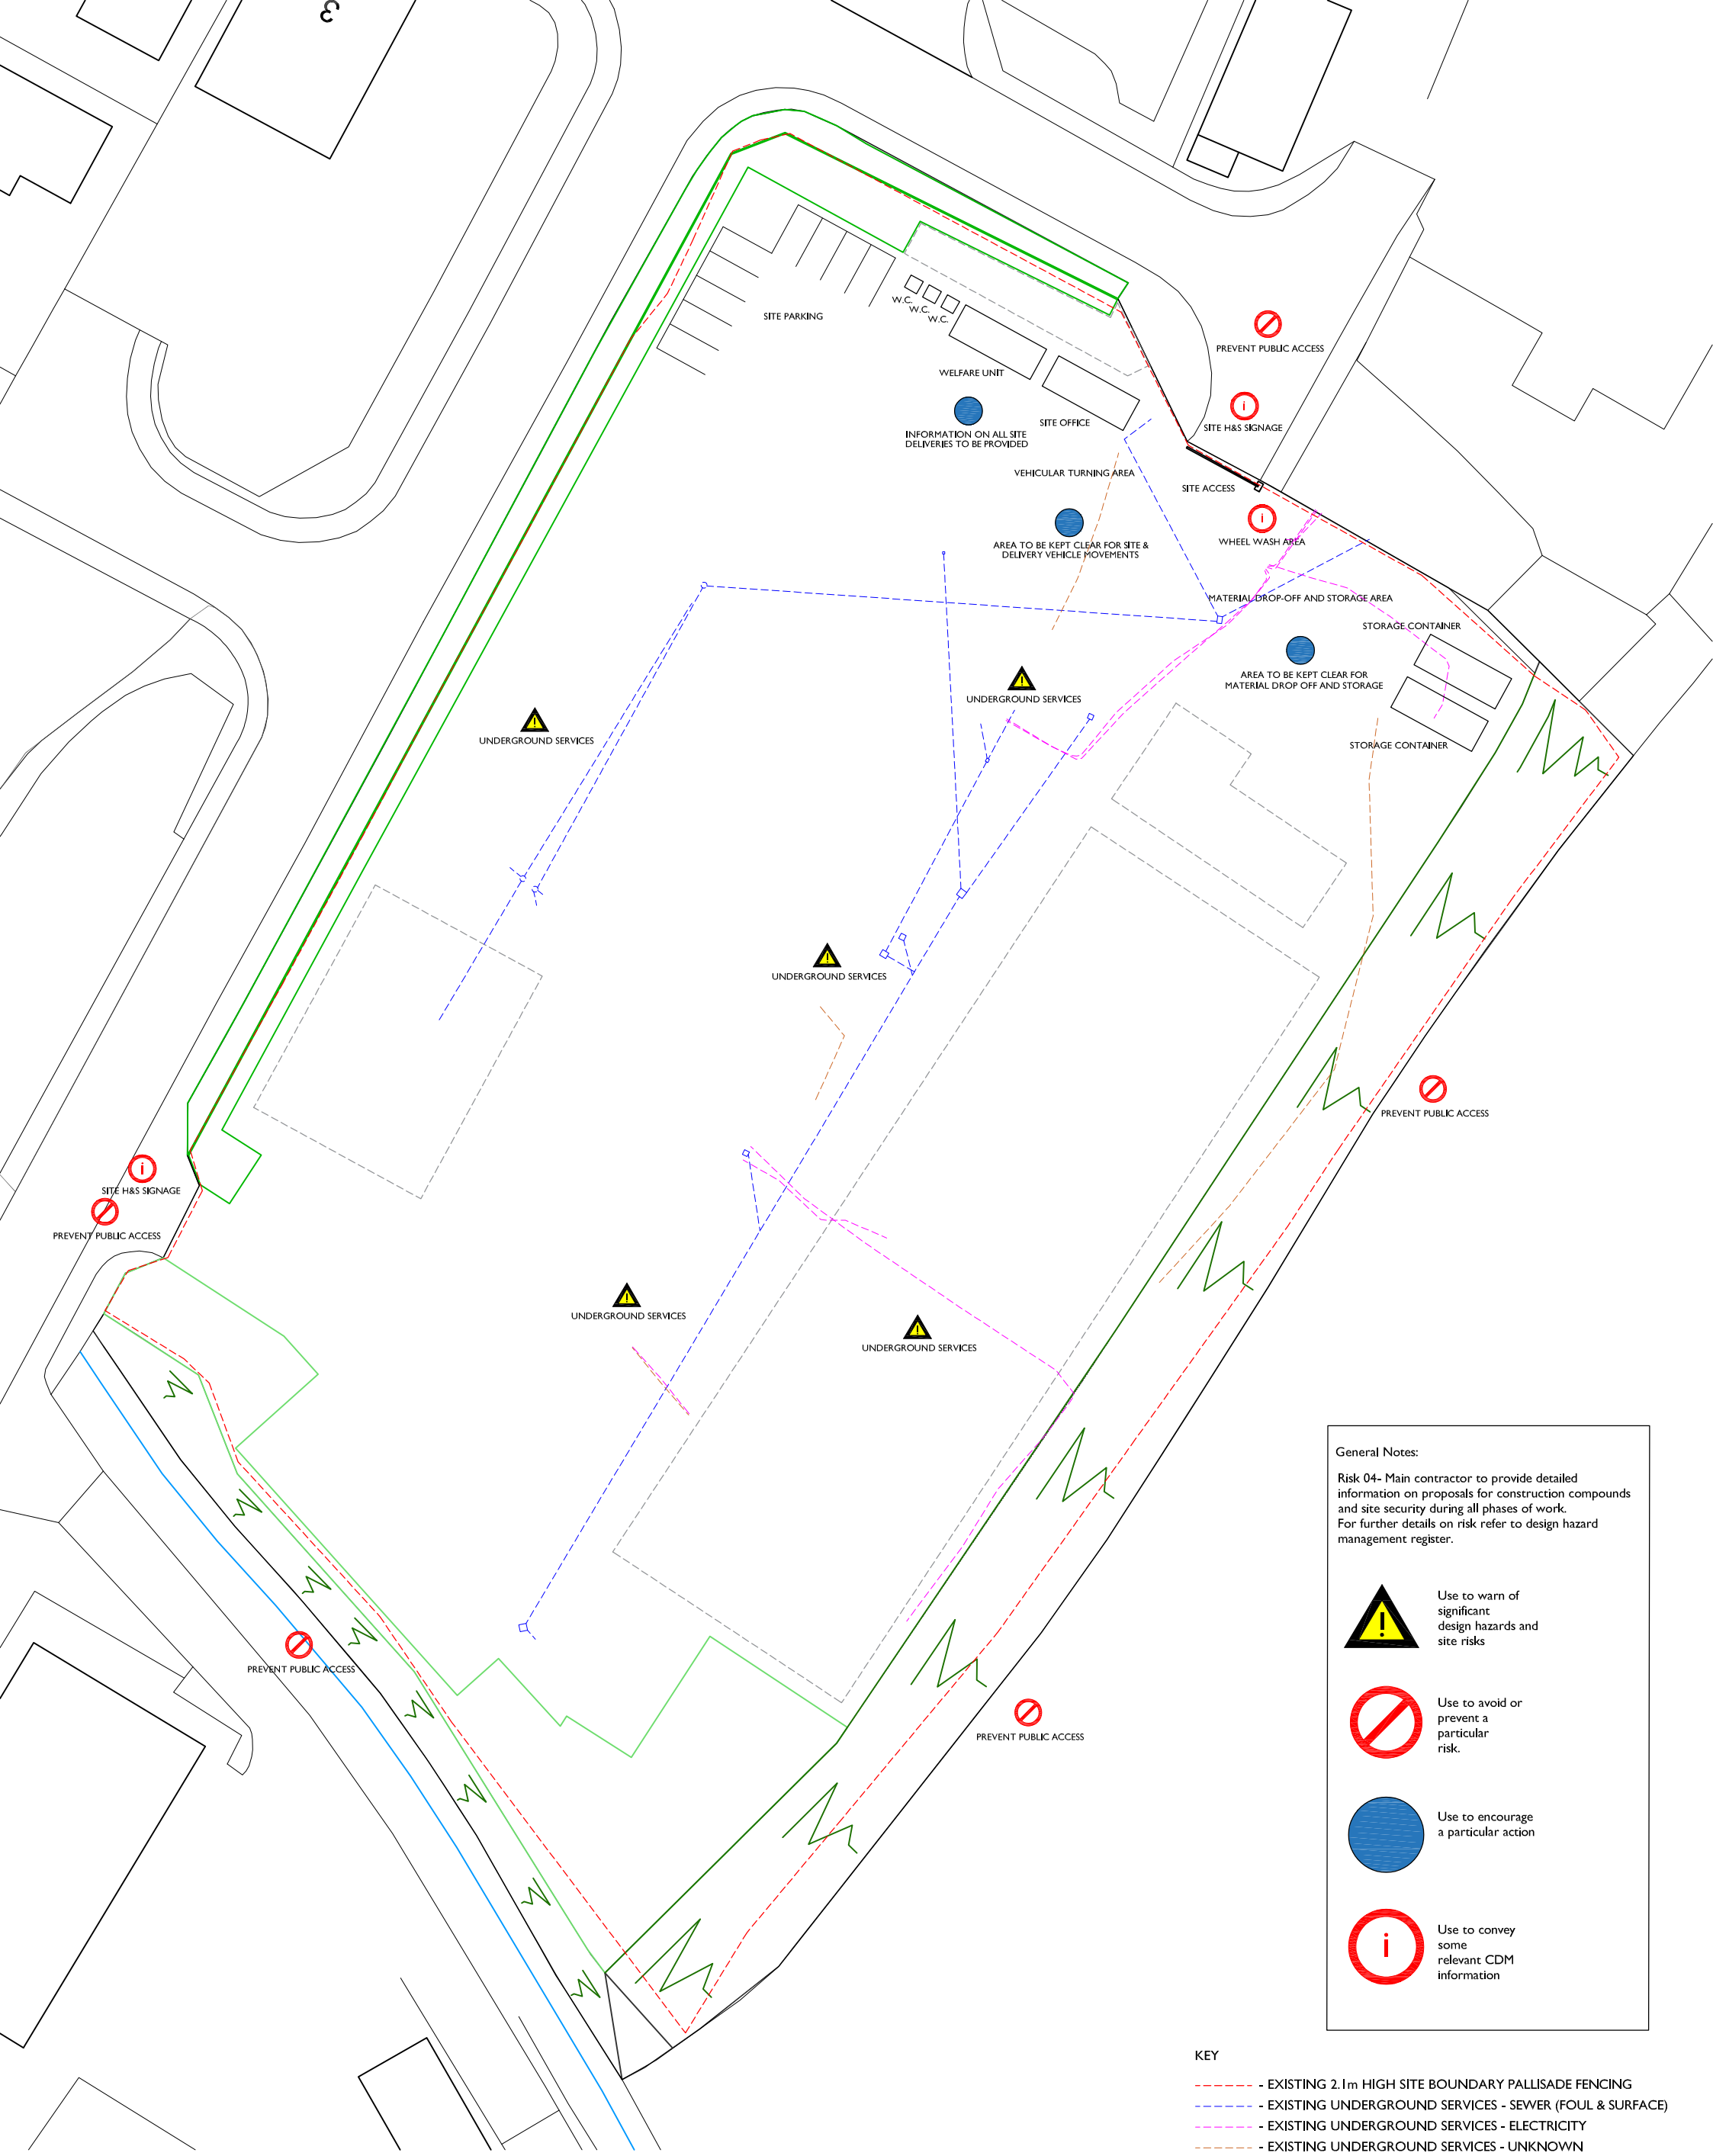 3
SITE PARKING
W.C.
W.C.
W.C.
WELFARE UNIT
SITE OFFICE
INFORMATION ON ALL SITE
DELIVERIES TO BE PROVIDED
VEHICULAR TURNING AREA
PREVENT PUBLIC ACCESS
i
SITE H&S SIGNAGE
SITE ACCESS
i
WHEEL WASH AREA
AREA TO BE KEPT CLEAR FOR SITE &
DELIVERY VEHICLE MOVEMENTS
MATERIAL DROP-OFF AND STORAGE AREA
STORAGE CONTAINER
AREA TO BE KEPT CLEAR FOR
MATERIAL DROP OFF AND STORAGE
STORAGE CONTAINER
!
UNDERGROUND SERVICES
!
UNDERGROUND SERVICES
!
UNDERGROUND SERVICES
PREVENT PUBLIC ACCESS
i
SITE H&S SIGNAGE
PREVENT PUBLIC ACCESS
!
UNDERGROUND SERVICES
!
UNDERGROUND SERVICES
PREVENT PUBLIC ACCESS
PREVENT PUBLIC ACCESS
General Notes:
Risk 04- Main contractor to provide detailed
information on proposals for construction compounds
and site security during all phases of work.
For further details on risk refer to design hazard
management register.
!
Use to warn of
significant
design hazards and
site risks
Use to avoid or
prevent a
particular
risk.
Use to encourage
a particular action
i
Use to convey
some
relevant CDM
information
KEY
- EXISTING 2.1m HIGH SITE BOUNDARY PALLISADE FENCING
- EXISTING UNDERGROUND SERVICES - SEWER (FOUL & SURFACE)
- EXISTING UNDERGROUND SERVICES - ELECTRICITY
- EXISTING UNDERGROUND SERVICES - UNKNOWN